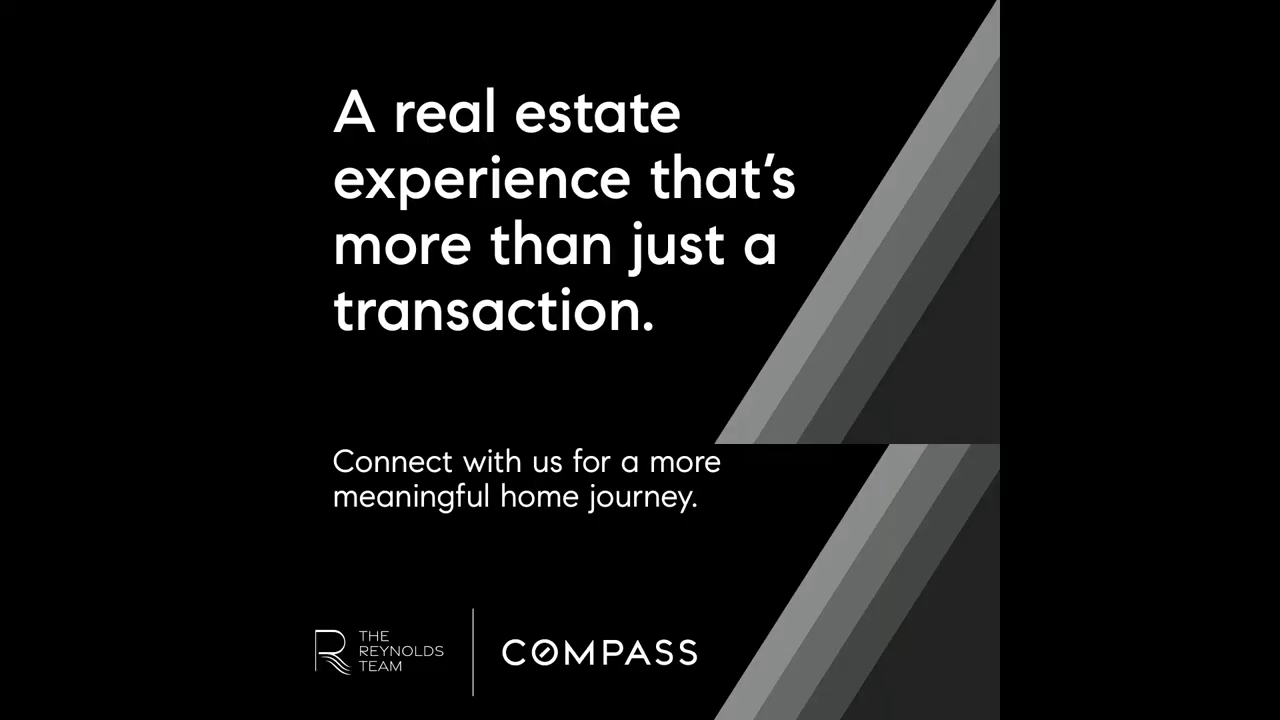 A real estate
experience that’s
more than just a
transaction.
Connect with us for a more
meaningful home journey.
THE
REYNOLDS
TEAM
COMPASS